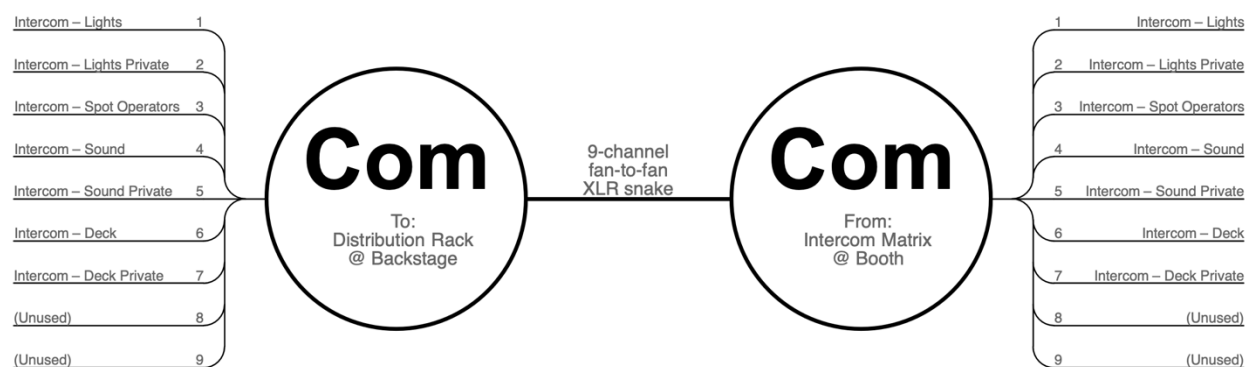 Intercom – Lights 1
Intercom – Lights Private 2
Intercom – Spot Operators 3
Intercom – Sound 4
Intercom – Sound Private 5
Intercom – Deck 6
Intercom – Deck Private 7
(Unused) 8
(Unused) 9
Com
To:
Distribution Rack
@ Backstage
9-channel
fan-to-fan
XLR snake
Com
From:
Intercom Matrix
@ Booth
1 Intercom – Lights
2 Intercom – Lights Private
3 Intercom – Spot Operators
4 Intercom – Sound
5 Intercom – Sound Private
6 Intercom – Deck
7 Intercom – Deck Private
8 (Unused)
9 (Unused)